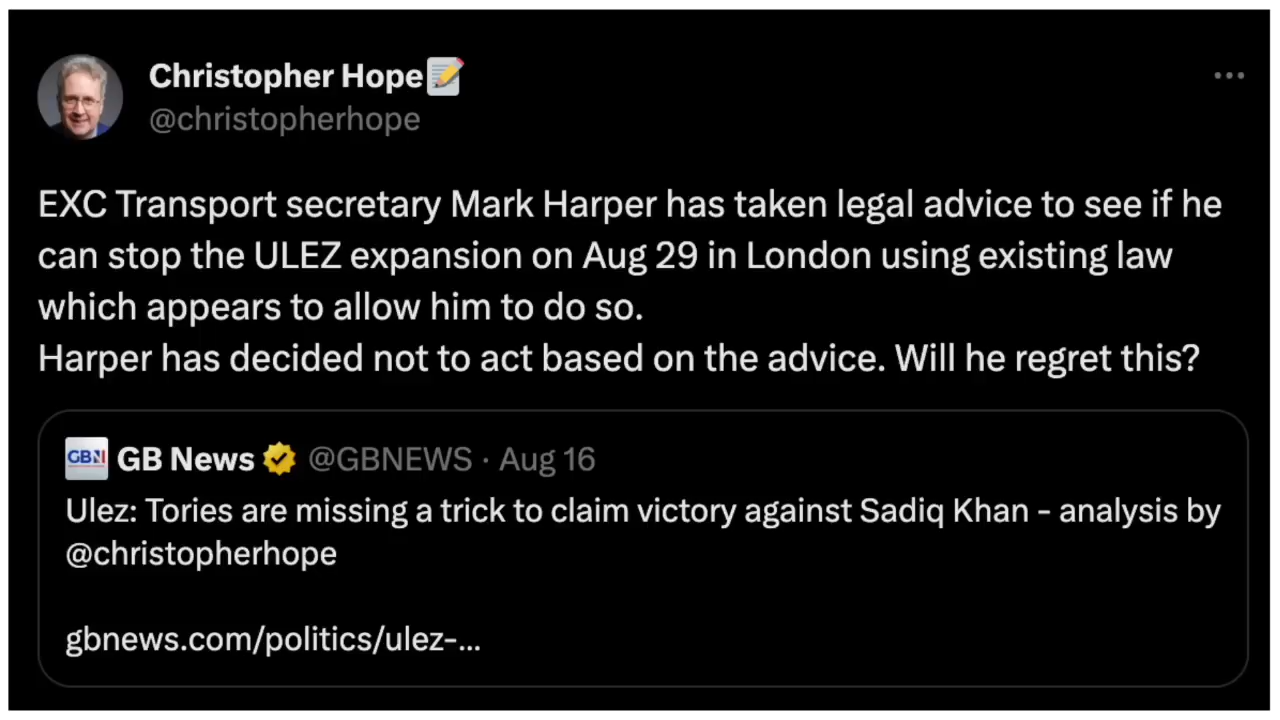 Christopher Hope📝
@christopherhope
EXC Transport secretary Mark Harper has taken legal advice to see if he
can stop the ULEZ expansion on Aug 29 in London using existing law
which appears to allow him to do so.
Harper has decided not to act based on the advice. Will he regret this?
GBN GB News @GBNEWS · Aug 16
Ulez: Tories are missing a trick to claim victory against Sadiq Khan - analysis by
@christopherhope
gbnews.com/politics/ulez-...